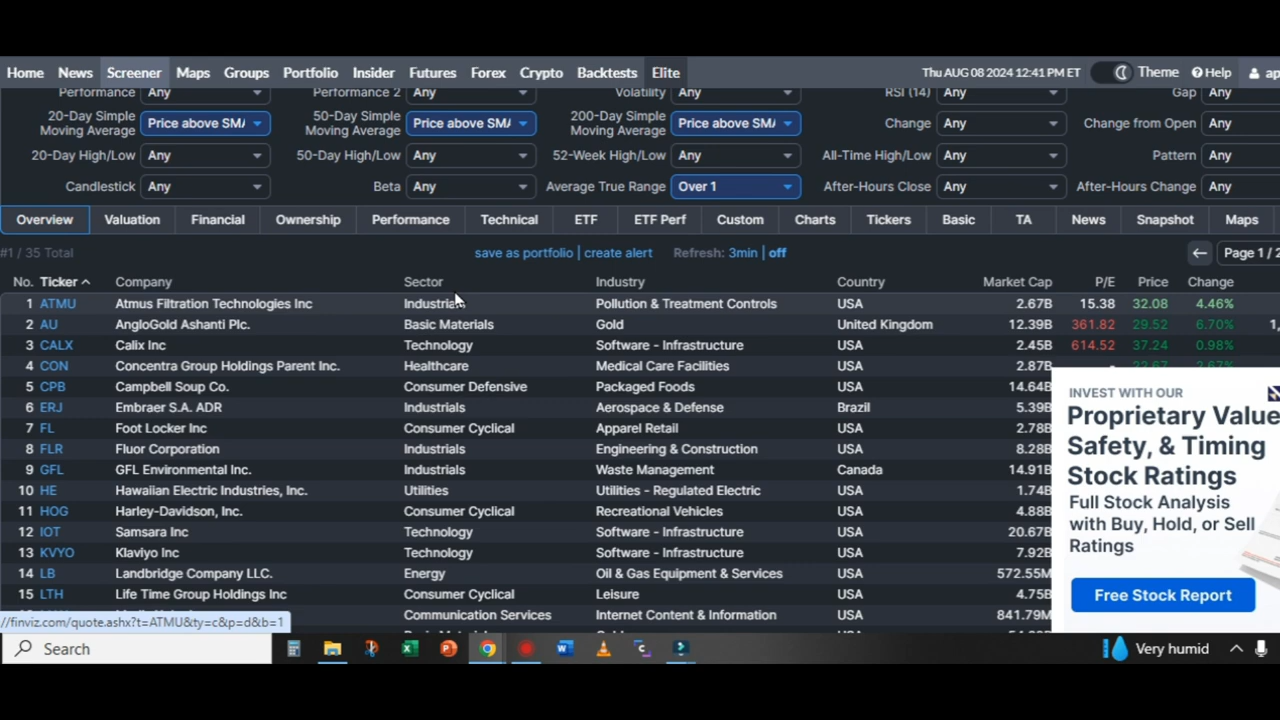 Home News Screener Maps Groups Portfolio Insider Futures Forex Crypto Backtests Elite Thu AUG 08 2024 12:41 PM ET Theme Help ap
Performance Any Performance 2 Any Volatility Any RSI (14) Any Gap Any
20-Day Simple Moving Average Price above SM 50-Day Simple Moving Average Price above SM 200-Day Simple Moving Average Price above SM Change Any Change from Open Any
20-Day High/Low Any 50-Day High/Low Any 52-Week High/Low Any All-Time High/Low Any Pattern Any
Candlestick Any Beta Any Average True Range Over 1 After-Hours Close Any After-Hours Change Any
Overview Valuation Financial Ownership Performance Technical ETF ETF Perf Custom Charts Tickers Basic TA News Snapshot Maps
#1 / 35 Total save as portfolio | create alert Refresh: 3min | off Page 1 / 2
No. Ticker Company Sector Industry Country Market Cap P/E Price Change
1 ATMU Atmus Filtration Technologies Inc Industrials Pollution & Treatment Controls USA 2.67B 15.38 32.08 4.46%
2 AU AngloGold Ashanti Plc. Basic Materials Gold United Kingdom 12.39B 361.82 29.52 6.70% 1,
3 CALX Calix Inc Technology Software - Infrastructure USA 2.45B 614.52 37.24 0.98%
4 CON Concentra Group Holdings Parent Inc. Healthcare Medical Care Facilities USA 2.87B -
5 CPB Campbell Soup Co. Consumer Defensive Packaged Foods USA 14.64B
6 ERJ Embraer S.A. ADR Industrials Aerospace & Defense Brazil 5.39B
7 FL Foot Locker Inc Consumer Cyclical Apparel Retail USA 2.78B
8 FLR Fluor Corporation Industrials Engineering & Construction USA 8.28B
9 GFL GFL Environmental Inc. Industrials Waste Management Canada 14.91B
10 HE Hawaiian Electric Industries, Inc. Utilities Utilities - Regulated Electric USA 1.74B
11 HOG Harley-Davidson, Inc. Consumer Cyclical Recreational Vehicles USA 4.88B
12 IOT Samsara Inc Technology Software - Infrastructure USA 20.67B
13 KVYO Klaviyo Inc Technology Software - Infrastructure USA 7.92B
14 LB Landbridge Company LLC. Energy Oil & Gas Equipment & Services USA 572.55M
15 LTH Life Time Group Holdings Inc Consumer Cyclical Leisure USA 4.75B
Communication Services Internet Content & Information USA 841.79M
INVEST WITH OUR
Proprietary Value
Safety, & Timing
Stock Ratings
Full Stock Analysis
with Buy, Hold, or Sell
Ratings
Free Stock Report
//finviz.com/quote.ashx?t=ATMU&ty=c&p=d&b=1
Search Very humid